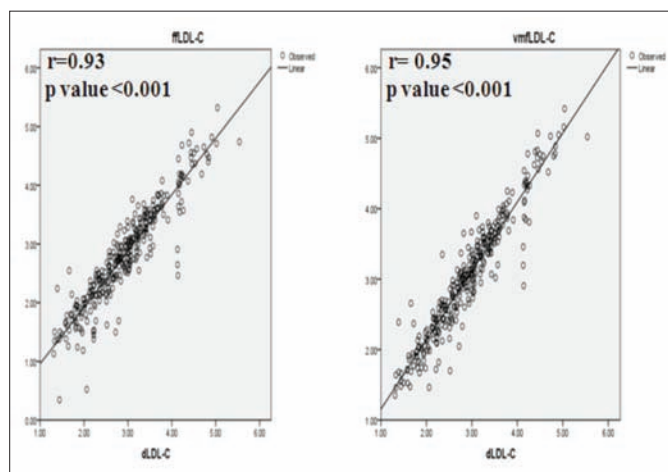 ffLDL-C
r=0.93
p value <0.001
Observed
Linear
6.00
5.00
4.00
3.00
2.00
1.00
0.00
1.00 2.00 3.00 4.00 5.00 6.00
dLDL-C
vmfLDL-C
r= 0.95
p value <0.001
Observed
Linear
6.00
5.00
4.00
3.00
2.00
1.00
1.00 2.00 3.00 4.00 5.00 6.00
dLDL-C